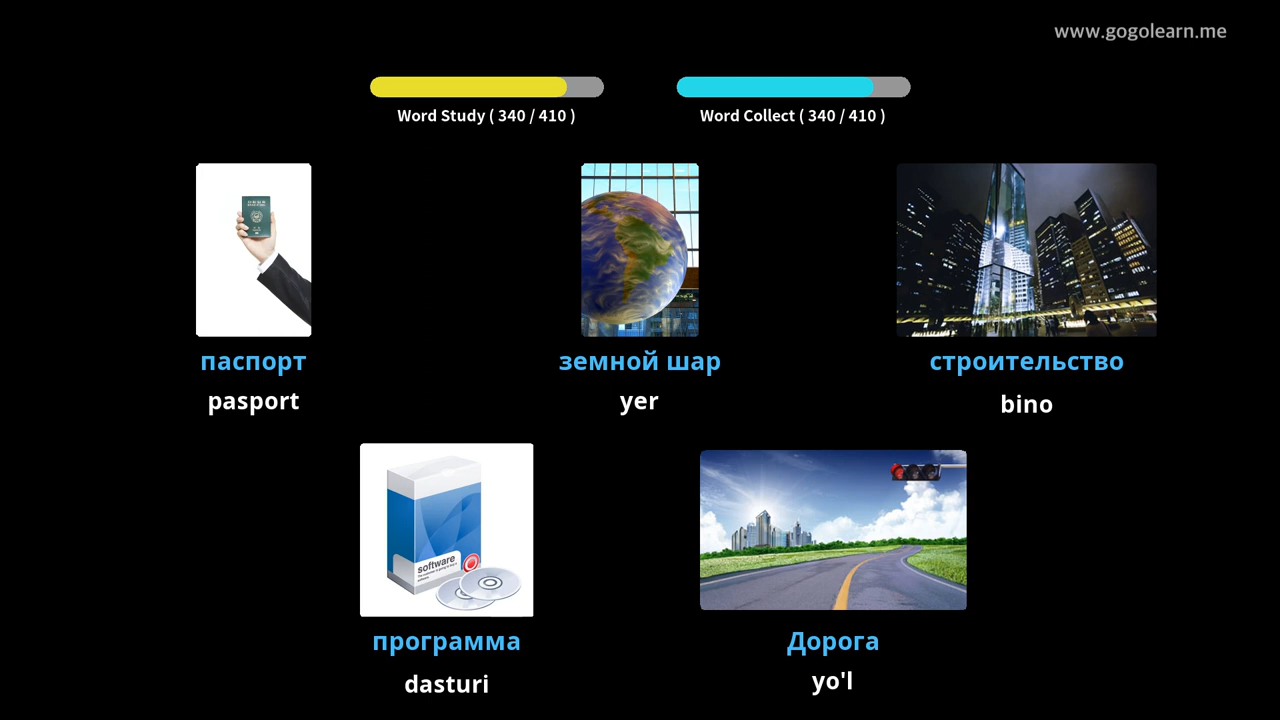 www.gogolearn.me
Word Study ( 340 / 410 )
Word Collect ( 340 / 410 )
паспорт
земной шар
строительство
pasport
yer
bino
software
программа
Дорога
dasturi
yo'l